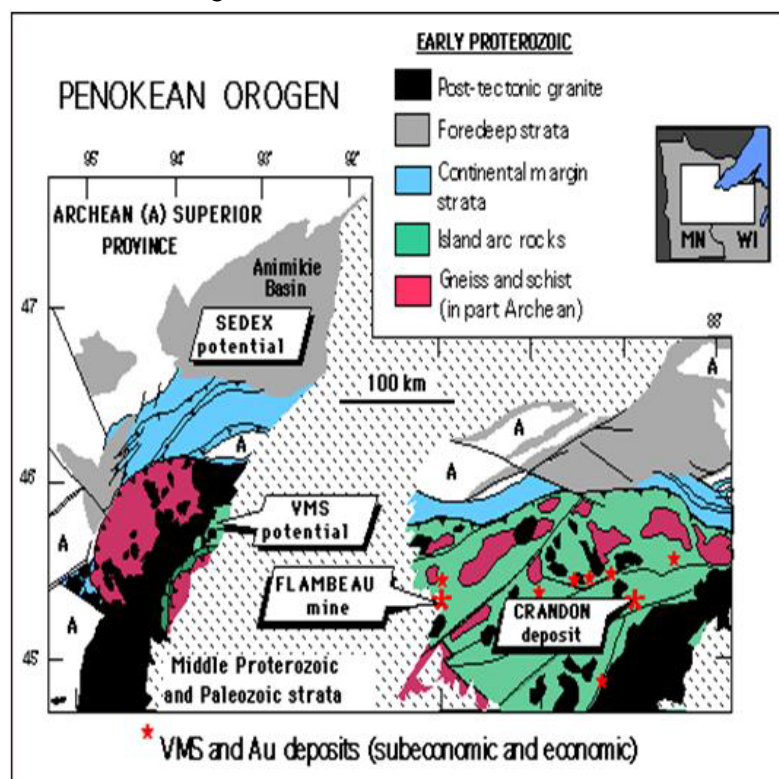 EARLY PROTEROZOIC
PENOKEAN OROGEN
Post-tectonic granite
Foredeep strata
Continental margin
strata
Island arc rocks
Gneiss and schist
(in part Archean)
MN WI
95 94 93 92
ARCHEAN (A) SUPERIOR
PROVINCE
Animikie
Basin
47
SEDEX
potential
88
A
100 km
A
A
A
46
VMS
potential
A
FLAMBEAU
mine
CRANDON
deposit
A
45
Middle Proterozoic
and Paleozoic strata
VMS and Au deposits (subeconomic and economic)